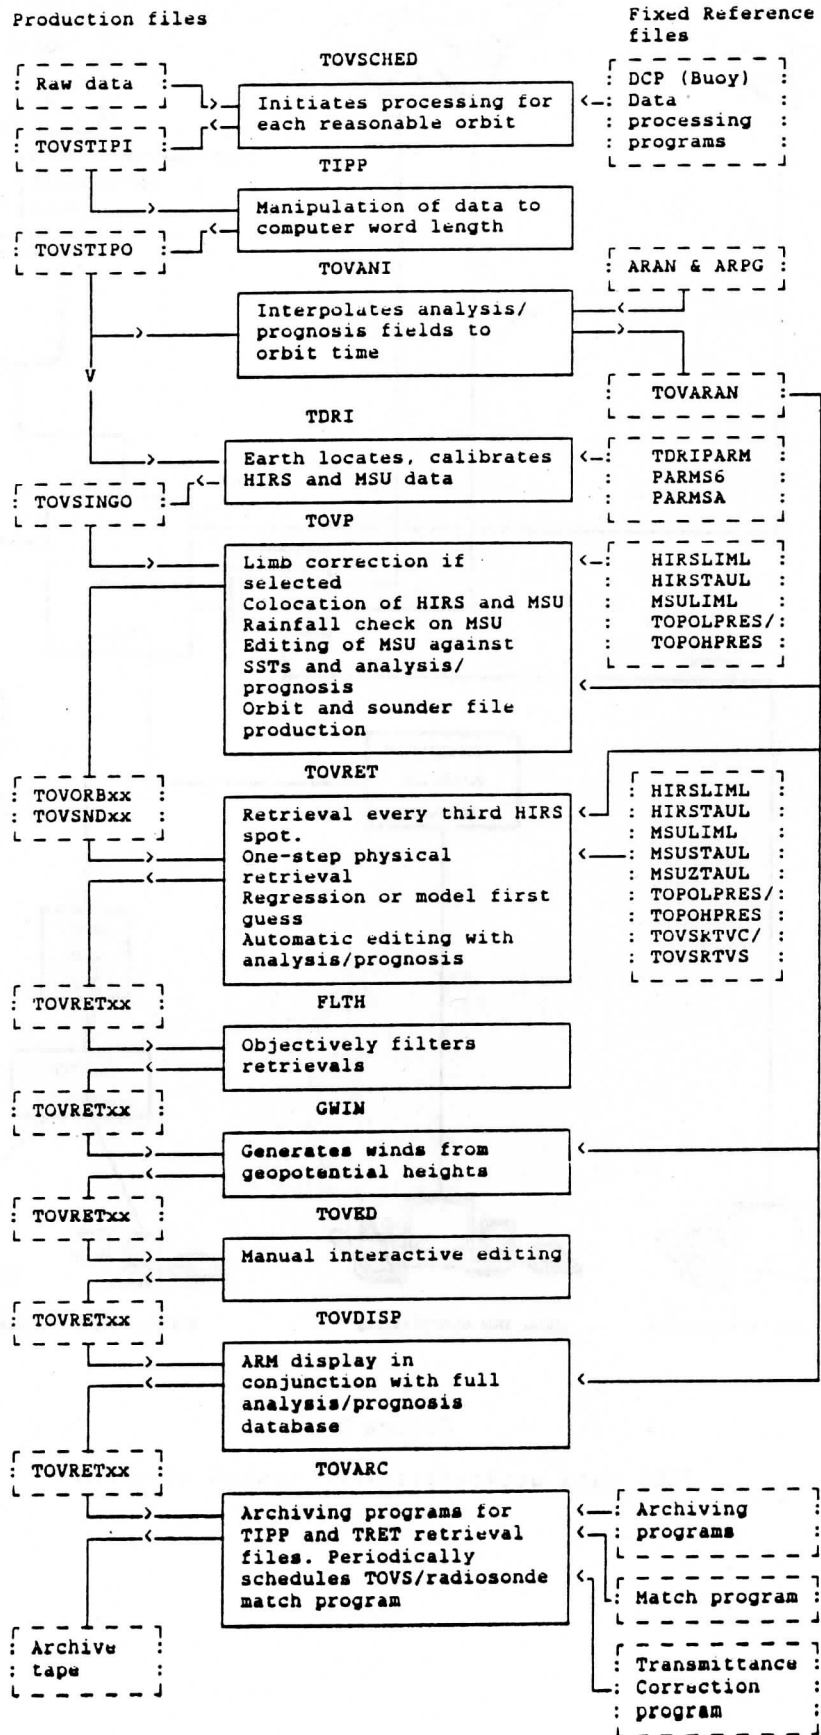 Production files
Fixed Reference
files
TOVSCHED
Raw data
Initiates processing for
each reasonable orbit
DCP (Buoy)
Data
processing
programs
TOVSTIPI
TIPP
Manipulation of data to
computer word length
TOVSTIPO
TOVANI
ARAN & ARPG
Interpolates analysis/
prognosis fields to
orbit time
TOVARAN
TDRI
Earth locates, calibrates
HIRS and MSU data
TDRIPARM
PARMS6
PARMSA
TOVSINGO
TOVP
Limb correction if
selected
Colocation of HIRS and MSU
Rainfall check on MSU
Editing of MSU against
SSTs and analysis/
prognosis
Orbit and sounder file
production
HIRSLIML
HIRSTAUL
MSULIML
TOPOLPRES/
TOPOHPRES
TOVRET
TOVORBxx
TOVSNDxx
Retrieval every third HIRS
spot.
One-step physical
retrieval
Regression or model first
guess
Automatic editing with
analysis/prognosis
HIRSLIML
HIRSTAUL
MSULIML
MSUSTAUL
MSUZTAUL
TOPOLPRES/
TOPOHPRES
TOVSKTVC/
TOVSRTVS
TOVRETxx
FLTH
Objectively filters
retrievals
TOVRETxx
GWIN
Generates winds from
geopotential heights
TOVRETxx
TOVED
Manual interactive editing
TOVRETxx
TOVDISP
ARM display in
conjunction with full
analysis/prognosis
database
TOVRETxx
TOVARC
Archiving programs for
TIPP and TRET retrieval
files. Periodically
schedules TOVS/radiosonde
match program
Archiving
programs
Match program
Archive
tape
Transmittance
Correction
program